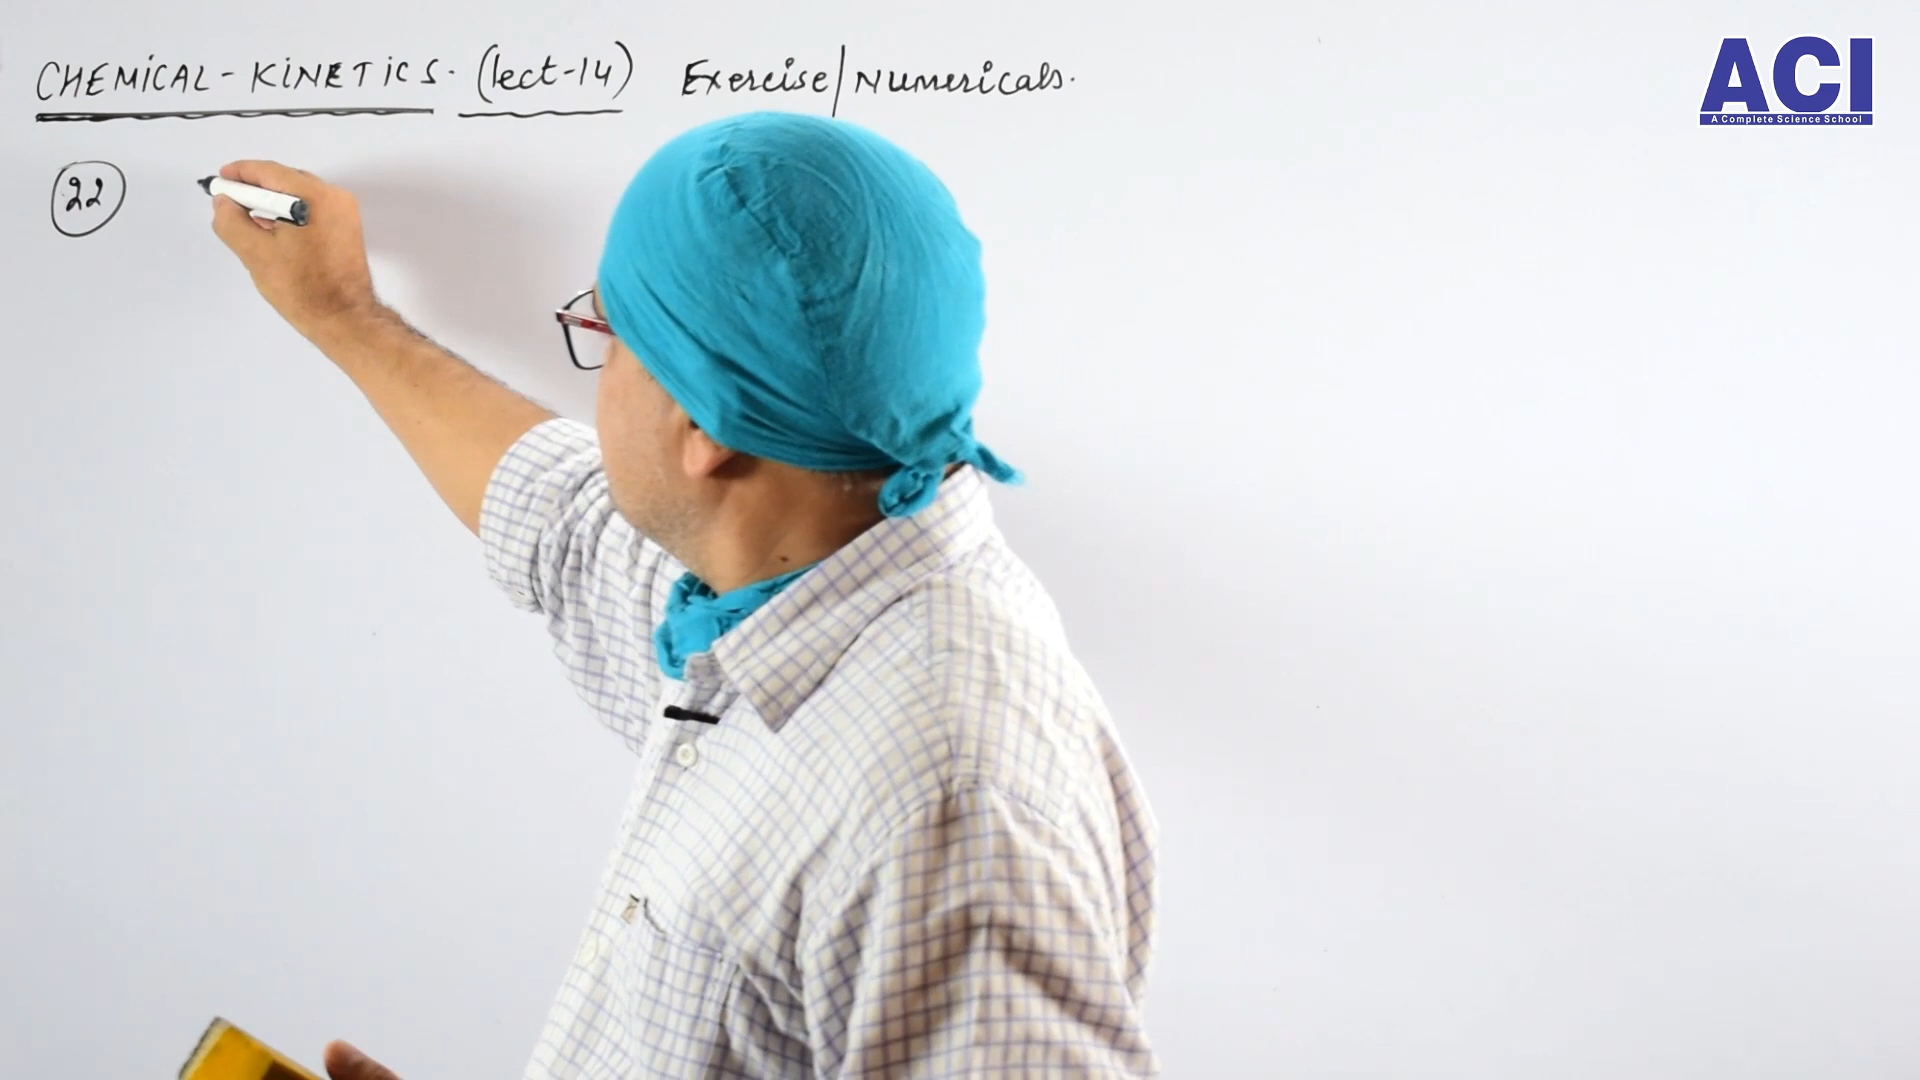 CHEMICAL - KINETICS. (lect-14) Exercise/Numericals.
ACI
A Complete Science School
22